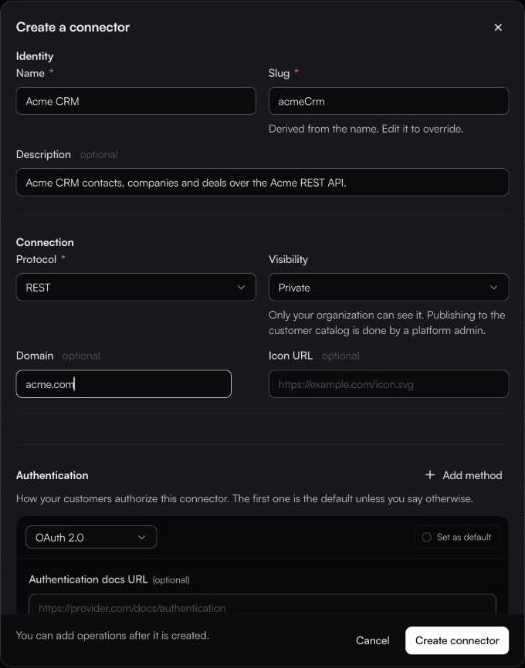 Create a connector
Identity
Name *
Slug *
Acme CRM
acmeCrm
Derived from the name. Edit it to override.
Description optional
Acme CRM contacts, companies and deals over the Acme REST API.
Connection
Protocol *
Visibility
REST
Private
Only your organization can see it. Publishing to the
customer catalog is done by a platform admin.
Domain optional
Icon URL optional
acme.com
https://example.com/icon.svg
Authentication
+ Add method
How your customers authorize this connector. The first one is the default unless you say otherwise.
OAuth 2.0
Set as default
Authentication docs URL (optional)
https://provider.com/docs/authentication
You can add operations after it is created.
Cancel
Create connector